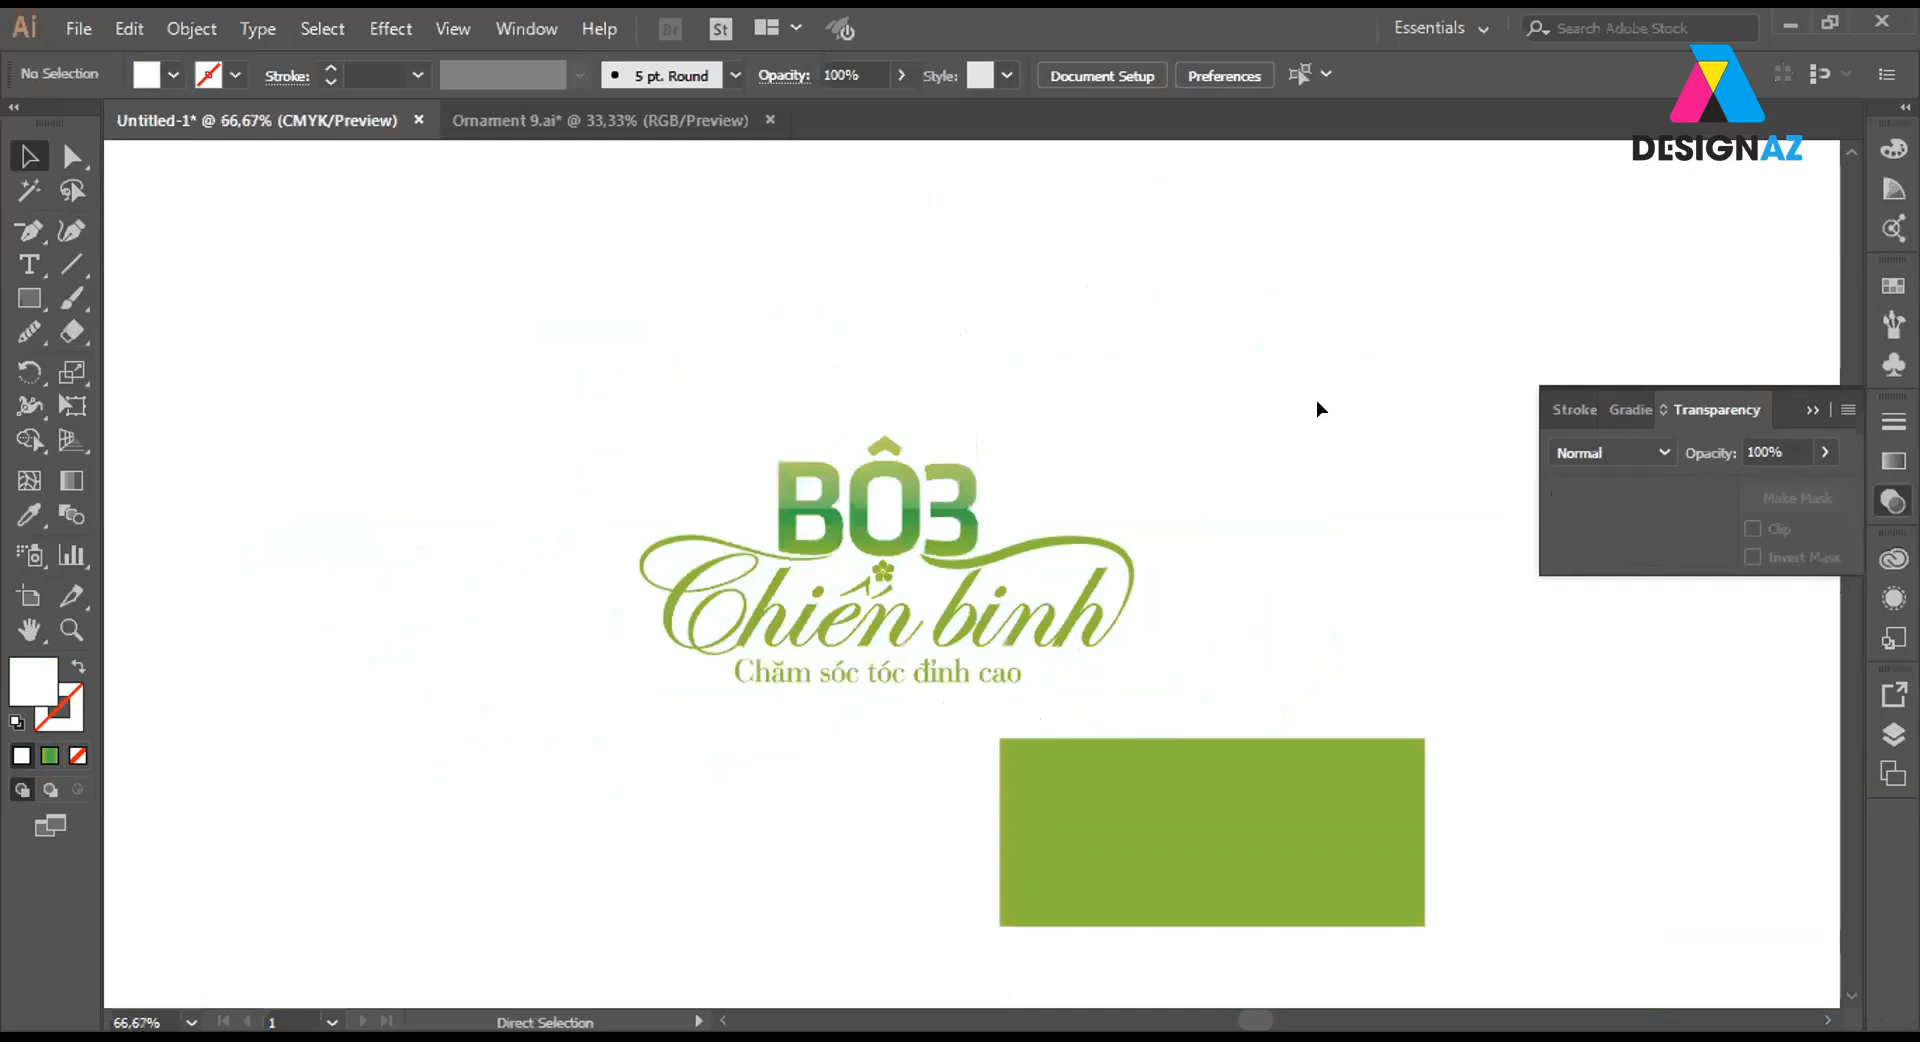 Ai File Edit Object Type Select Effect View Window Help Br St Essentials Search Adobe Stock
No Selection Stroke: 5 pt. Round Opacity: 100% Style: Document Setup Preferences
DESIGNAZ
Untitled-1* @ 66,67% (CMYK/Preview) × Ornament 9.ai* @ 33,33% (RGB/Preview) ×
Stroke Gradie Transparency
Normal Opacity: 100%
Make Mask
Clip
Invert Mask
BỘ3
Chiến binh
Chăm sóc tóc đỉnh cao
66,67% 1 Direct Selection